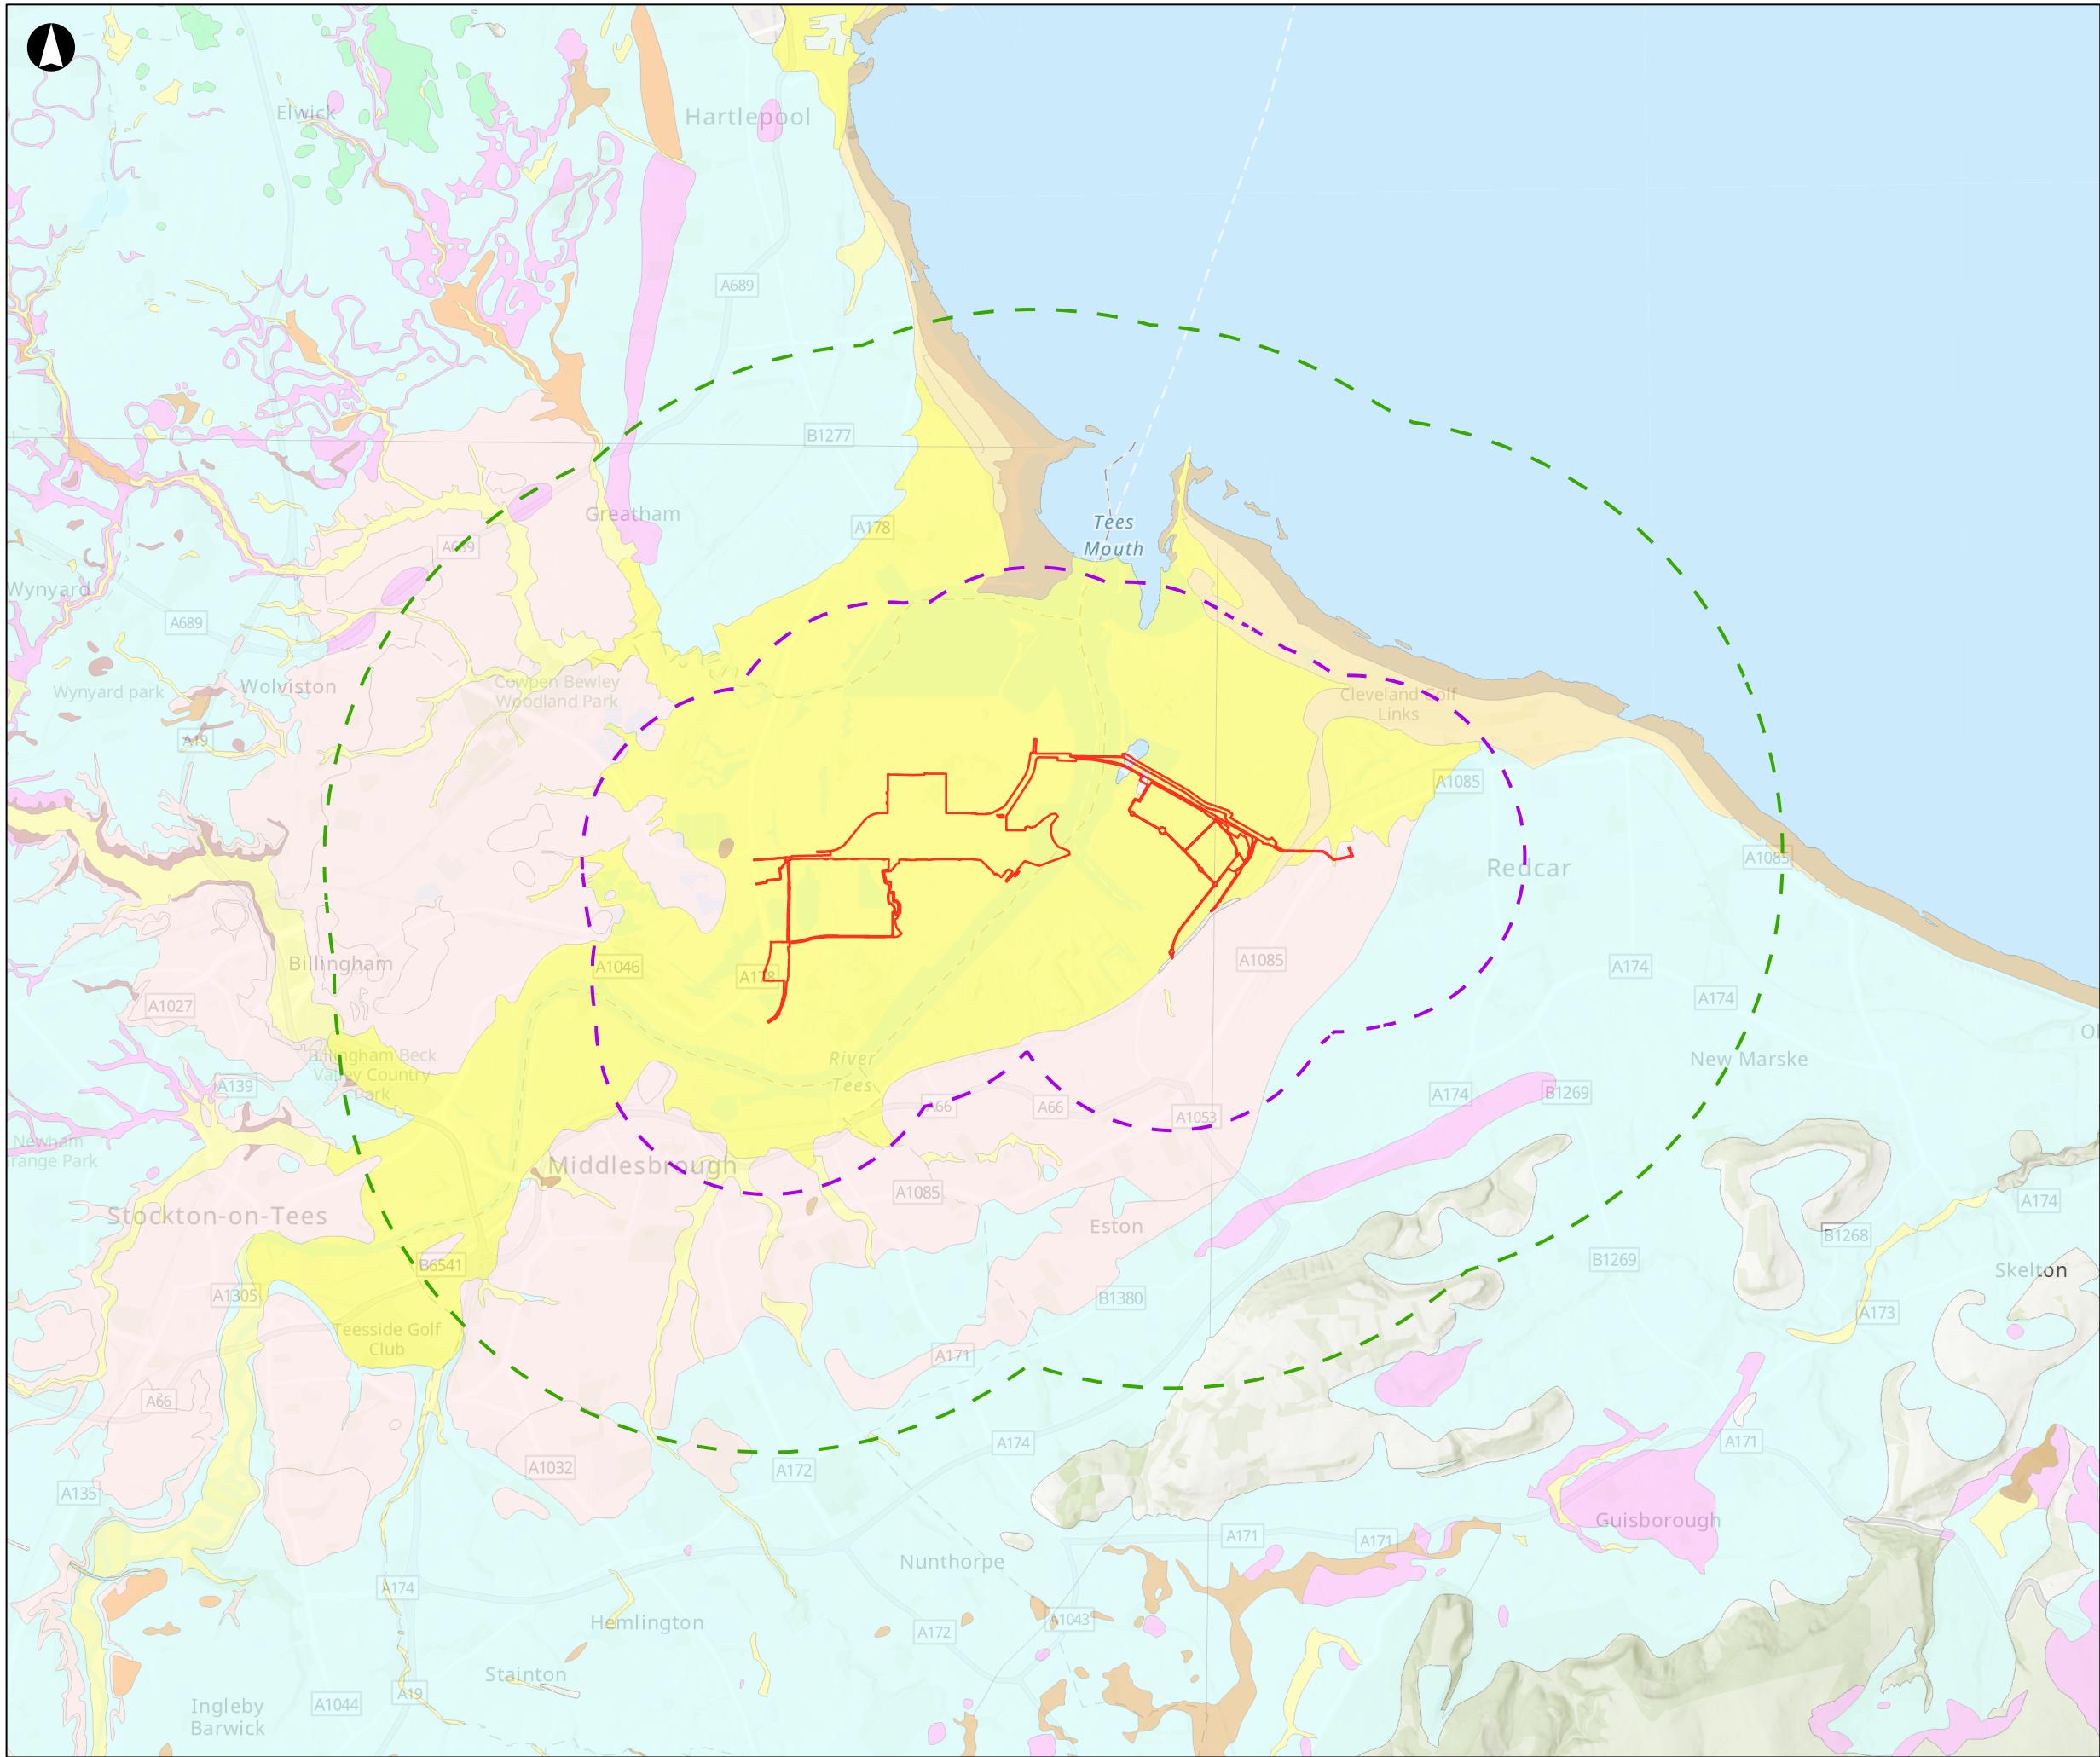 Elwick
Hartlepool
A689
B1277
Greatham
A178
Tees
Mouth
A689
Wynyard
A689
Wolviston
Wynyard park
Cowpen Bewley
Woodland Park
A19
Cleveland Golf
Links
A1085
Redcar
A1085
Billingham
A1046
A178
A1085
A174
A174
A1027
Billingham Beck
Valley Country
Park
A139
River
Tees
New Marske
A66
A66
A1053
A174
B1269
Newham
Middlesbrough
A1085
Stockton-on-Tees
Eston
A174
B1268
B6541
B1269
Skelton
A1305
B1380
A173
Teesside Golf
Club
A171
A66
A1032
A172
A174
A171
A135
Guisborough
A171
A171
Nunthorpe
A174
Hemlington
A1043
A172
Stainton
A19
A1044
Ingleby
Barwick